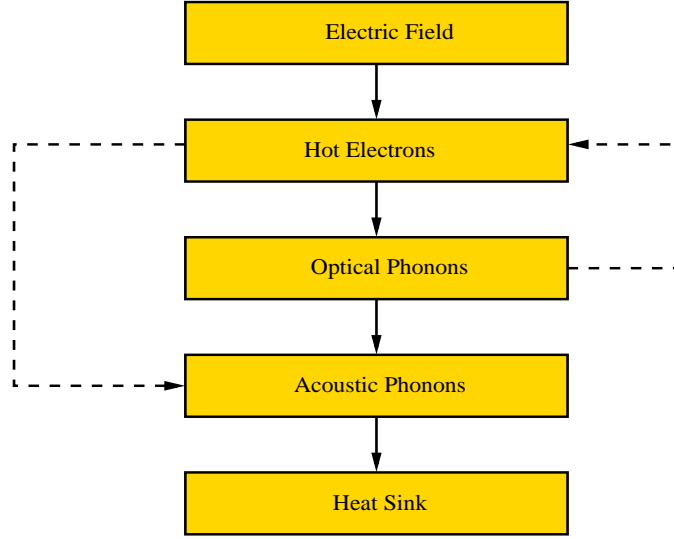 Electric Field
Hot Electrons
Optical Phonons
Acoustic Phonons
Heat Sink